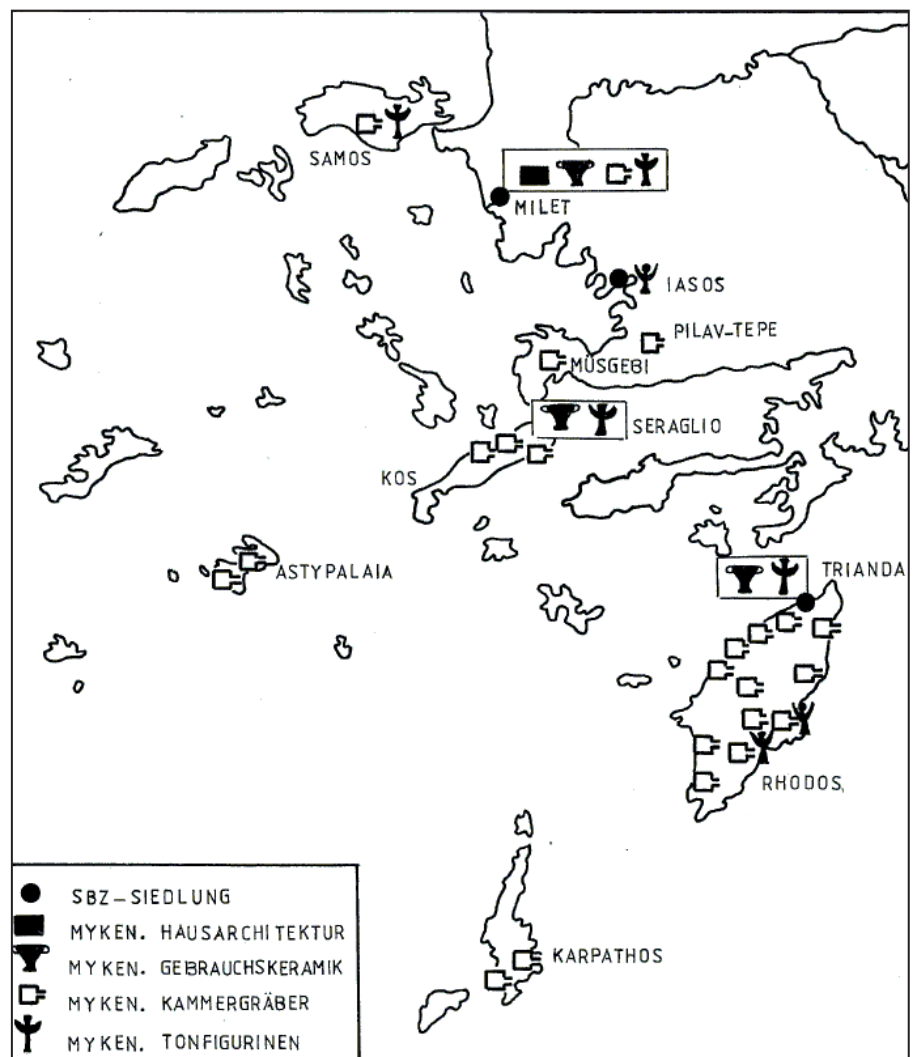 SAMOS
MILET
IASOS
PILAV-TEPE
MÜSGEBI
SERAGLIO
KOS
ASTYPALAIA
TRIANDA
RHODOS
KARPATHOS
SBZ-SIEDLUNG
MYKEN. HAUSARCHITEKTUR
MYKEN. GEBRAUCHSKERAMIK
MYKEN. KAMMERGRÄBER
MYKEN. TONFIGURINEN